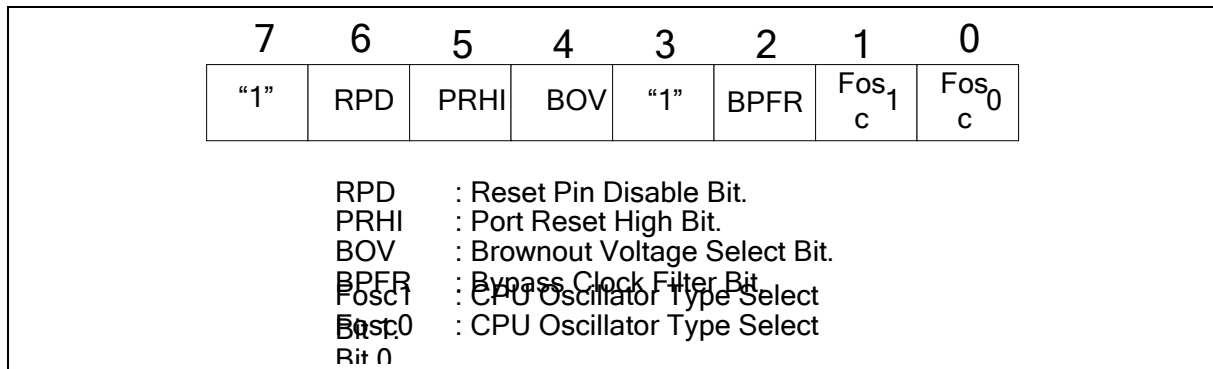 7 6 5 4 3 2 1 0
“1” RPD PRHI BOV “1” BPFR Fosc1 Fosc0
RPD : Reset Pin Disable Bit.
PRHI : Port Reset High Bit.
BOV : Brownout Voltage Select Bit.
BPFR : Bypass Clock Filter Bit.
Fosc1 : CPU Oscillator Type Select
Bit 1.
Fosc0 : CPU Oscillator Type Select
Bit 0